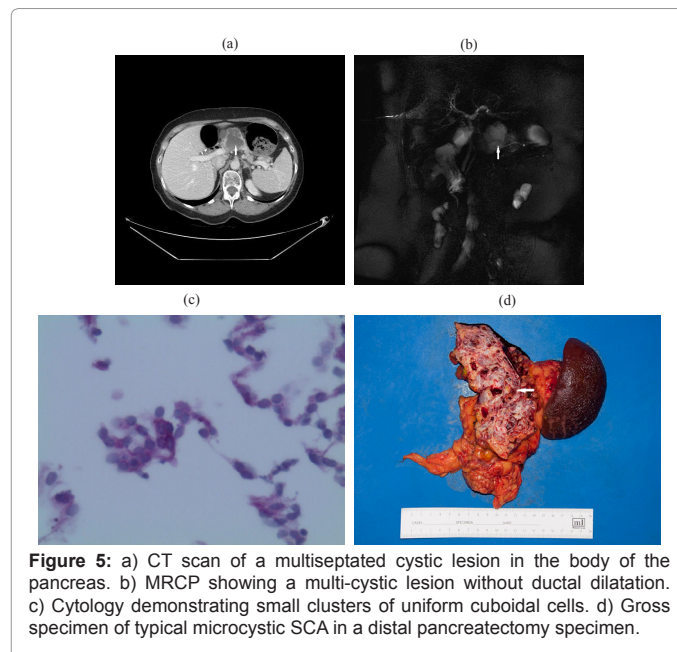 (a)
(b)
(c)
(d)
ml
Figure 5: a) CT scan of a multiseptated cystic lesion in the body of the
pancreas. b) MRCP showing a multi-cystic lesion without ductal dilatation.
c) Cytology demonstrating small clusters of uniform cuboidal cells. d) Gross
specimen of typical microcystic SCA in a distal pancreatectomy specimen.